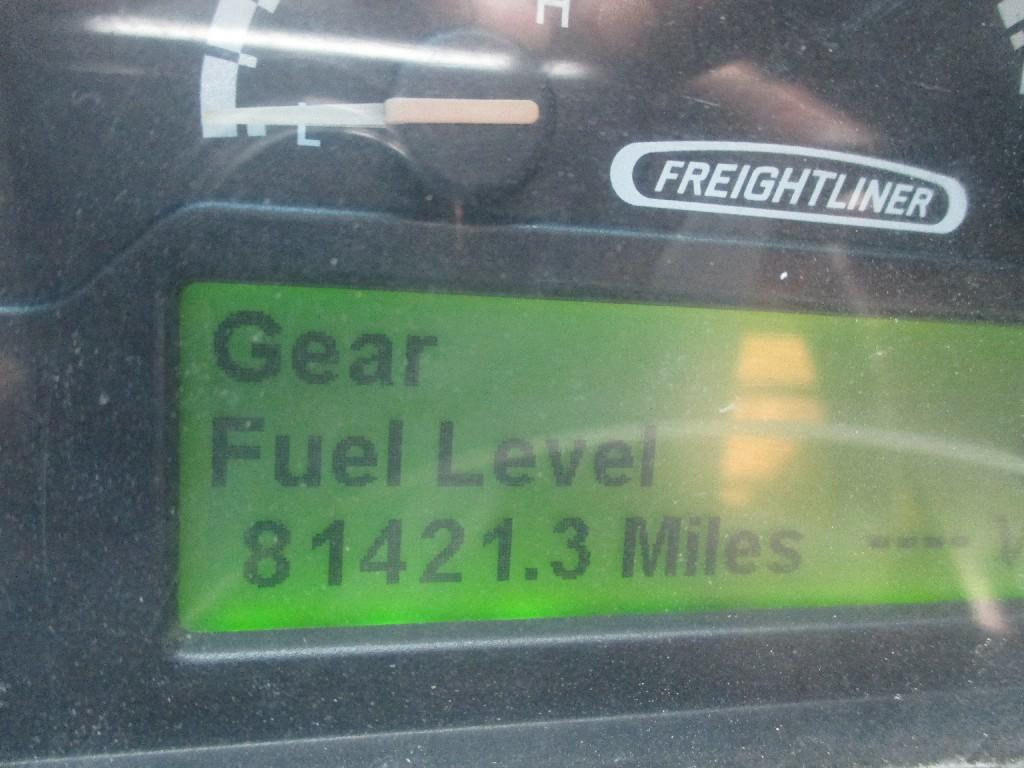 H
L
FREIGHTLINER
Gear
Fuel Level
81421.3 Miles ----